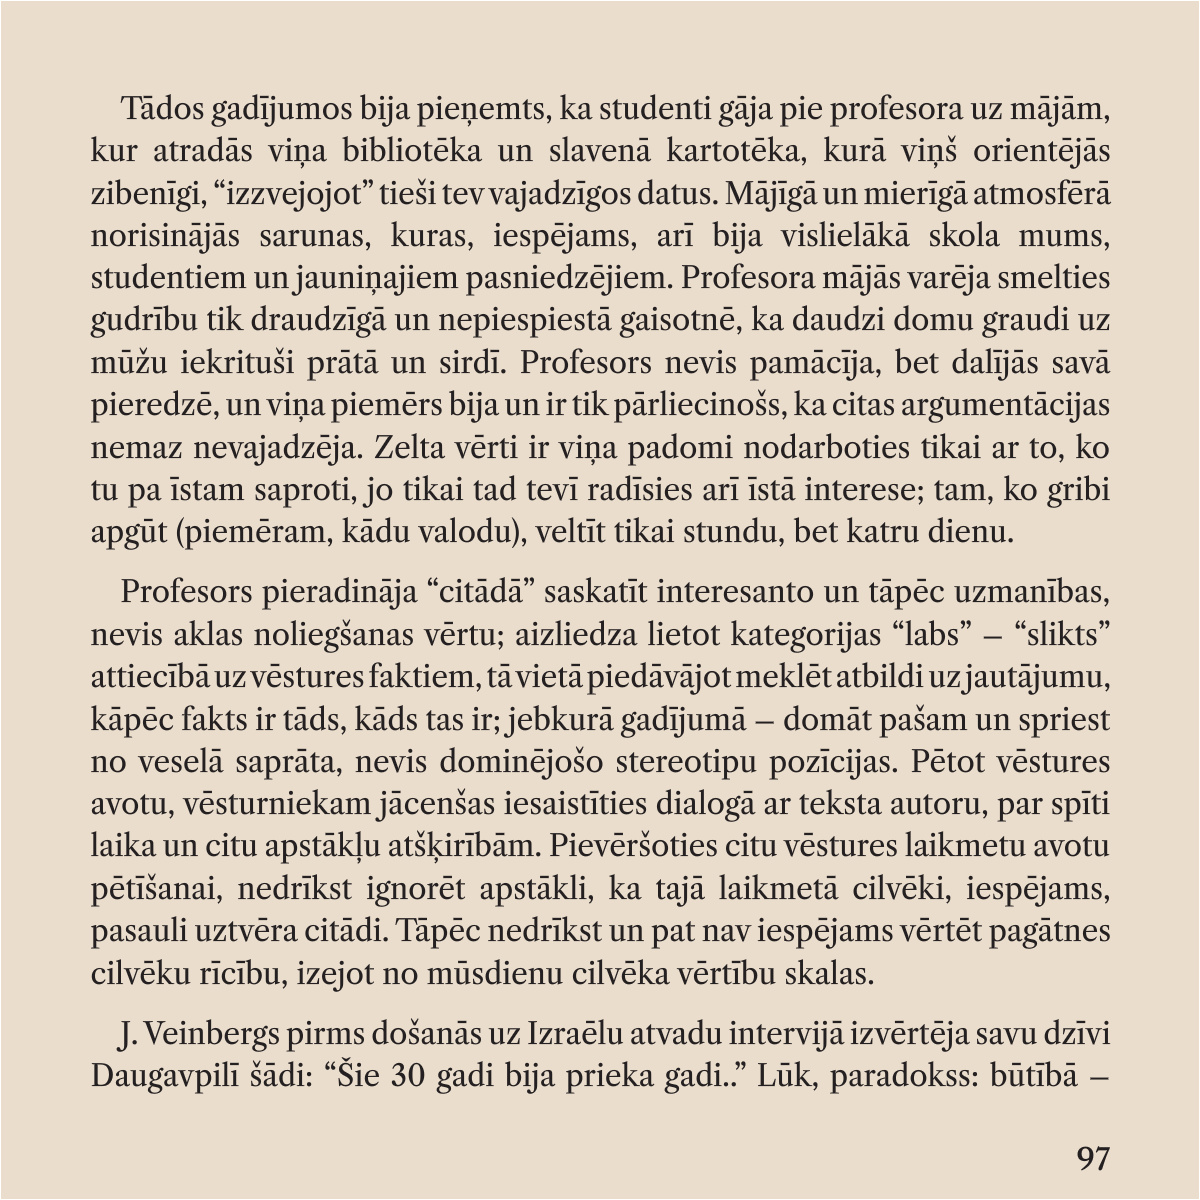 Tādos gadījumos bija pieņemts, ka studenti gāja pie profesora uz mājām,
kur atradās viņa bibliotēka un slavenā kartotēka, kurā viņš orientējās
zibenīgi, “izzvejojot” tieši tev vajadzīgos datus. Mājīgā un mierīgā atmosfērā
norisinājās sarunas, kuras, iespējams, arī bija vislielākā skola mums,
studentiem un jauniņajiem pasniedzējiem. Profesora mājās varēja smelties
gudrību tik draudzīgā un nepiespiestā gaisotnē, ka daudzi domu graudi uz
mūžu iekrituši prātā un sirdī. Profesors nevis pamācīja, bet dalījās savā
pieredzē, un viņa piemērs bija un ir tik pārliecinošs, ka citas argumentācijas
nemaz nevajadzēja. Zelta vērti ir viņa padomi nodarboties tikai ar to, ko
tu pa īstam saproti, jo tikai tad tevī radīsies arī īstā interese; tam, ko gribi
apgūt (piemēram, kādu valodu), veltīt tikai stundu, bet katru dienu.
Profesors pieradināja “citādā” saskatīt interesanto un tāpēc uzmanības,
nevis aklas noliegšanas vērtu; aizliedza lietot kategorijas “labs” – “slikts”
attiecībā uz vēstures faktiem, tā vietā piedāvājot meklēt atbildi uz jautājumu,
kāpēc fakts ir tāds, kāds tas ir; jebkurā gadījumā – domāt pašam un spriest
no veselā saprāta, nevis dominējošo stereotipu pozīcijas. Pētot vēstures
avotu, vēsturniekam jācenšas iesaistīties dialogā ar teksta autoru, par spīti
laika un citu apstākļu atšķirībām. Pievēršoties citu vēstures laikmetu avotu
pētīšanai, nedrīkst ignorēt apstākli, ka tajā laikmetā cilvēki, iespējams,
pasauli uztvēra citādi. Tāpēc nedrīkst un pat nav iespējams vērtēt pagātnes
cilvēku rīcību, izejot no mūsdienu cilvēka vērtību skalas.
J. Veinbergs pirms došanās uz Izraēlu atvadu intervijā izvērtēja savu dzīvi
Daugavpilī šādi: “Šie 30 gadi bija prieka gadi..” Lūk, paradokss: būtībā –
97